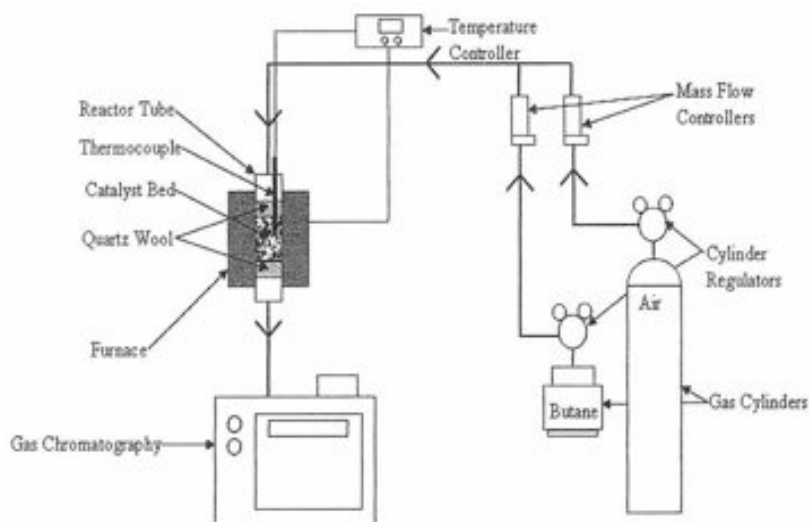 Temperature
Controller
Mass Flow
Controllers
Reactor Tube
Thermocouple
Catalyst Bed
Quartz Wool
Cylinder
Regulators
Air
Furnace
Butane
Gas Cylinders
Gas Chromatography